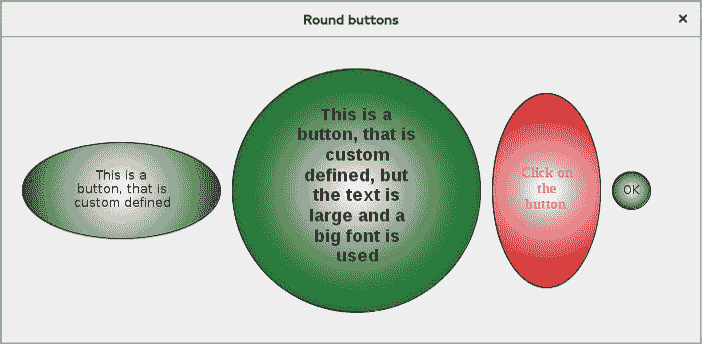 Round buttons
This is a
button, that is
custom defined
This is a
button, that is
custom
defined, but
the text is
large and a
big font is
used
Click on
the
button
OK